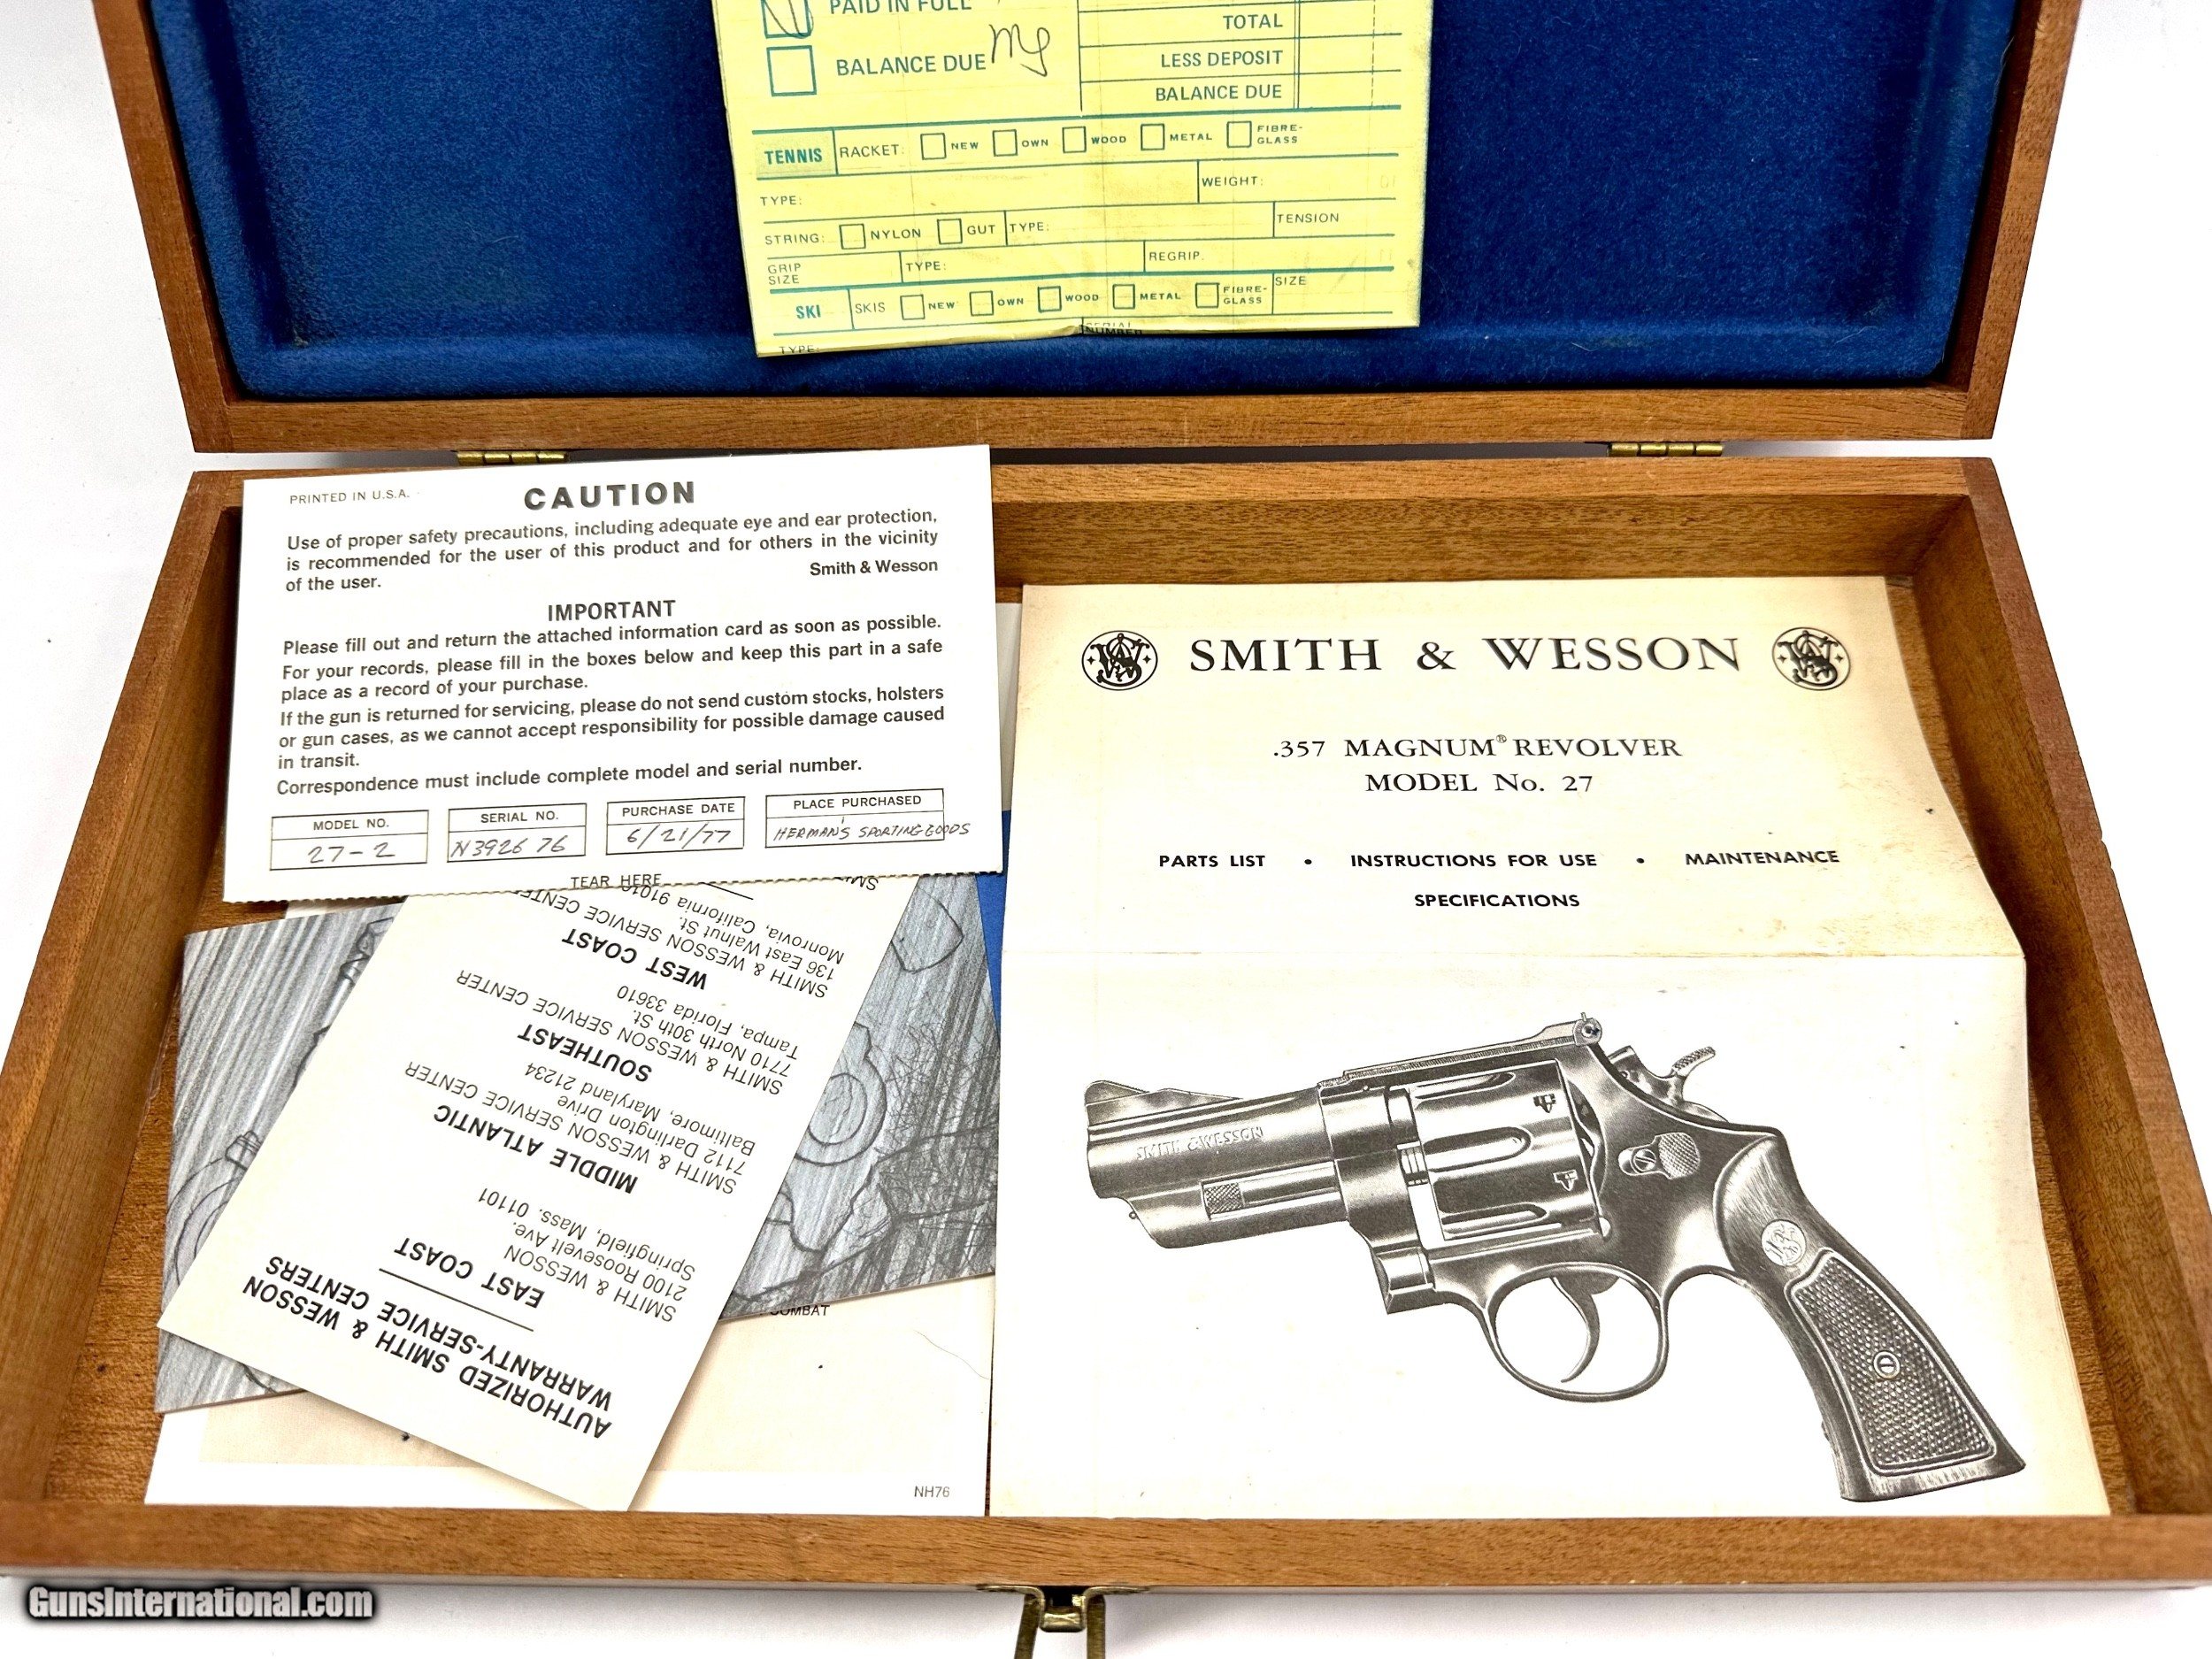 PAID IN FULL
BALANCE DUE
TOTAL
LESS DEPOSIT
BALANCE DUE
TENNIS RACKET: NEW OWN WOOD METAL FIBRE-GLASS
TYPE: WEIGHT:
STRING: NYLON GUT TYPE: TENSION
GRIP SIZE TYPE: REGRIP.
SKI SKIS NEW OWN WOOD METAL FIBRE-GLASS SIZE
TYPE: SERIAL NUMBER
PRINTED IN U.S.A.
CAUTION
Use of proper safety precautions, including adequate eye and ear protection,
is recommended for the user of this product and for others in the vicinity
of the user.
Smith & Wesson
IMPORTANT
Please fill out and return the attached information card as soon as possible.
For your records, please fill in the boxes below and keep this part in a safe
place as a record of your purchase.
If the gun is returned for servicing, please do not send custom stocks, holsters
or gun cases, as we cannot accept responsibility for possible damage caused
in transit.
Correspondence must include complete model and serial number.
MODEL NO. SERIAL NO. PURCHASE DATE PLACE PURCHASED
27-2 N392676 6/21/77 HERMANS SPORTING GOODS
TEAR HERE
AUTHORIZED SMITH & WESSON
WARRANTY-SERVICE CENTERS
EAST COAST
SMITH & WESSON
2100 Roosevelt Ave.
Springfield, Mass. 01101
MIDDLE ATLANTIC
SMITH & WESSON SERVICE CENTER
7112 Darlington Drive
Baltimore, Maryland 21234
SOUTHEAST
SMITH & WESSON SERVICE CENTER
7710 North 30th St.
Tampa, Florida 33610
WEST COAST
SMITH & WESSON SERVICE CENTER
136 East Walnut St.
Monrovia, California
COMBAT
NH76
SMITH & WESSON
.357 MAGNUM® REVOLVER
MODEL No. 27
PARTS LIST • INSTRUCTIONS FOR USE • MAINTENANCE
SPECIFICATIONS
SMITH & WESSON
GunsInternational.com